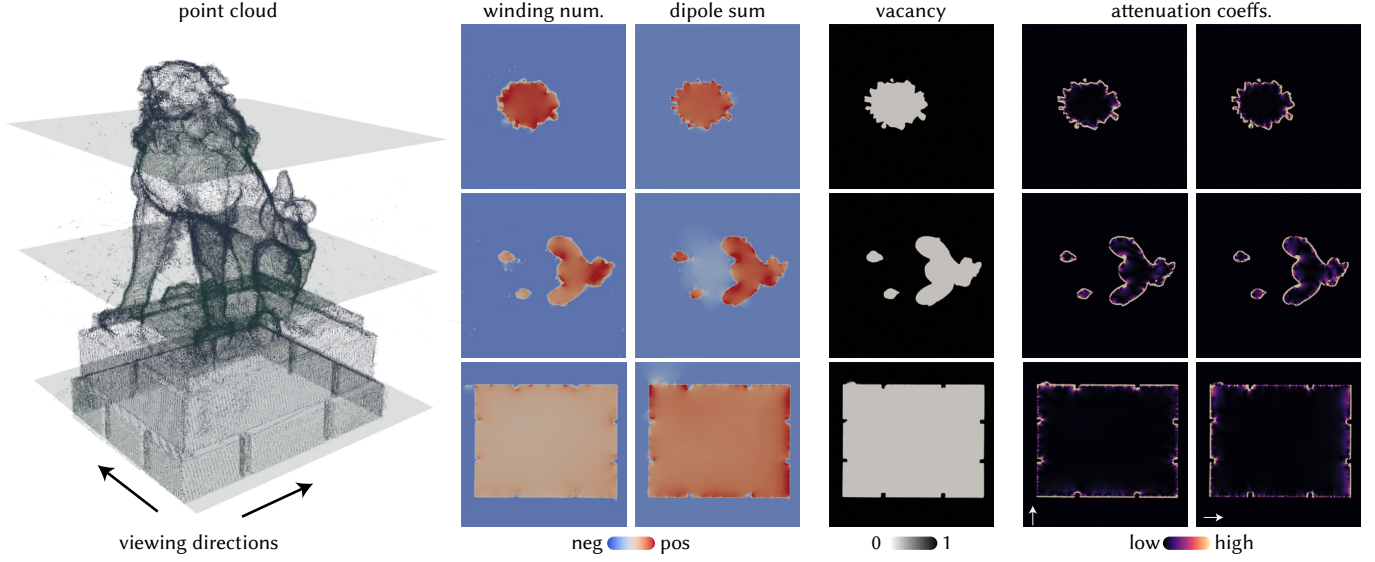 point cloud
winding num.
dipole sum
vacancy
attenuation coeffs.
viewing directions
neg pos
0 1
low high